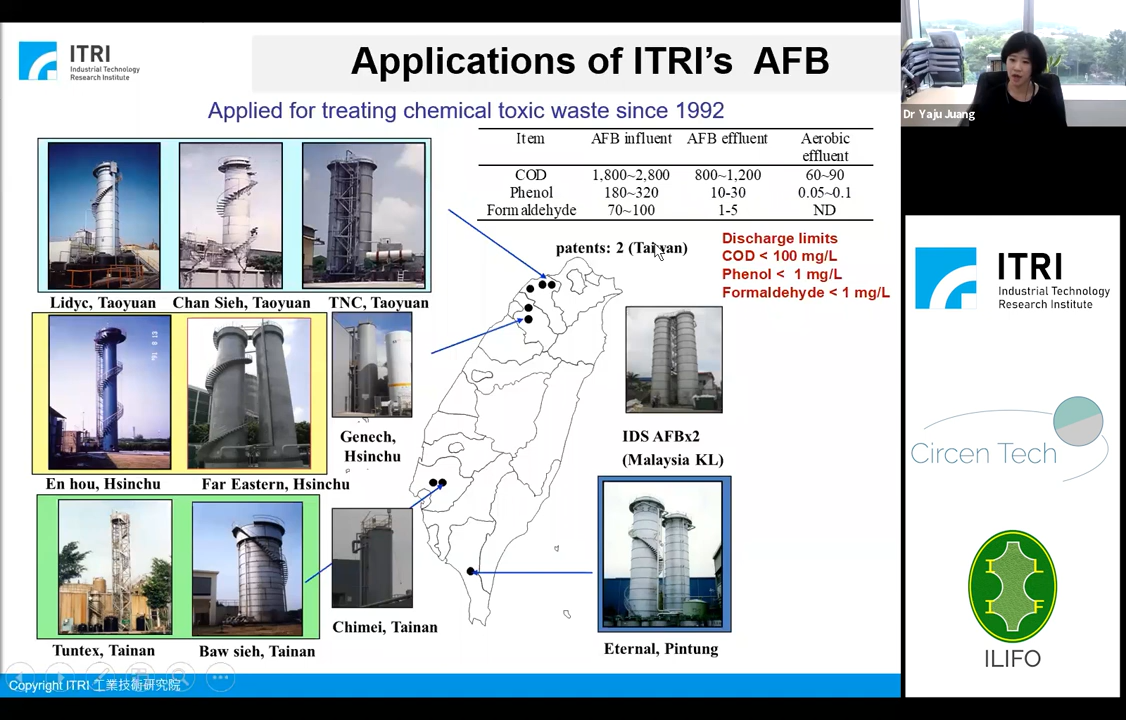 ITRI
Industrial Technology
Research Institute
Applications of ITRI's AFB
Applied for treating chemical toxic waste since 1992
Item AFB influent AFB effluent Aerobic
effluent
COD 1,800~2,800 800~1,200 60~90
Phenol 180~320 10-30 0.05~0.1
Formaldehyde 70~100 1-5 ND
patents: 2 (Taiwan)
Discharge limits
COD < 100 mg/L
Phenol < 1 mg/L
Formaldehyde < 1 mg/L
Lidyc, Taoyuan
Chan Sieh, Taoyuan
TNC, Taoyuan
En hou, Hsinchu
Far Eastern, Hsinchu
Genech,
Hsinchu
IDS AFBx2
(Malaysia KL)
Tuntex, Tainan
Baw sieh, Tainan
Chimei, Tainan
Eternal, Pintung
Copyright ITRI 工業技術研究院
Dr Yaju Juang
ITRI
Industrial Technology
Research Institute
Circen Tech
ILIFO